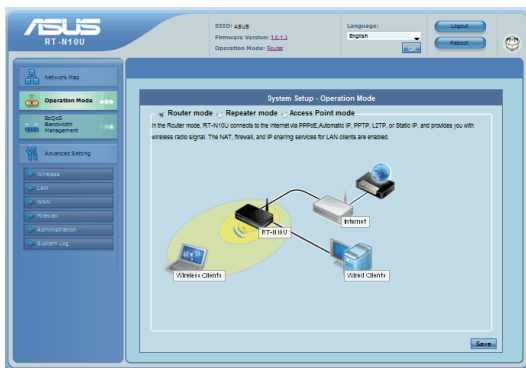 ASUS
RT-N10U
SSID: ASUS
Firmware Version: 1.0.1.3
Operation Mode: Router
Language:
English
OK
Logout
Reboot
Network Map
Operation Mode
EzQoS
Bandwidth
Management
Advanced Setting
Wireless
LAN
WAN
Firewall
Administration
System Log
System Setup - Operation Mode
Router mode Repeater mode Access Point mode
In the Router mode, RT-N10U connects to the Internet via PPPoE,Automatic IP, PPTP, L2TP, or Static IP, and provides you with
wireless radio signal. The NAT, firewall, and IP sharing services for LAN clients are enabled.
Internet
RT-N10U
Wireless Clients
Wired Clients
Save